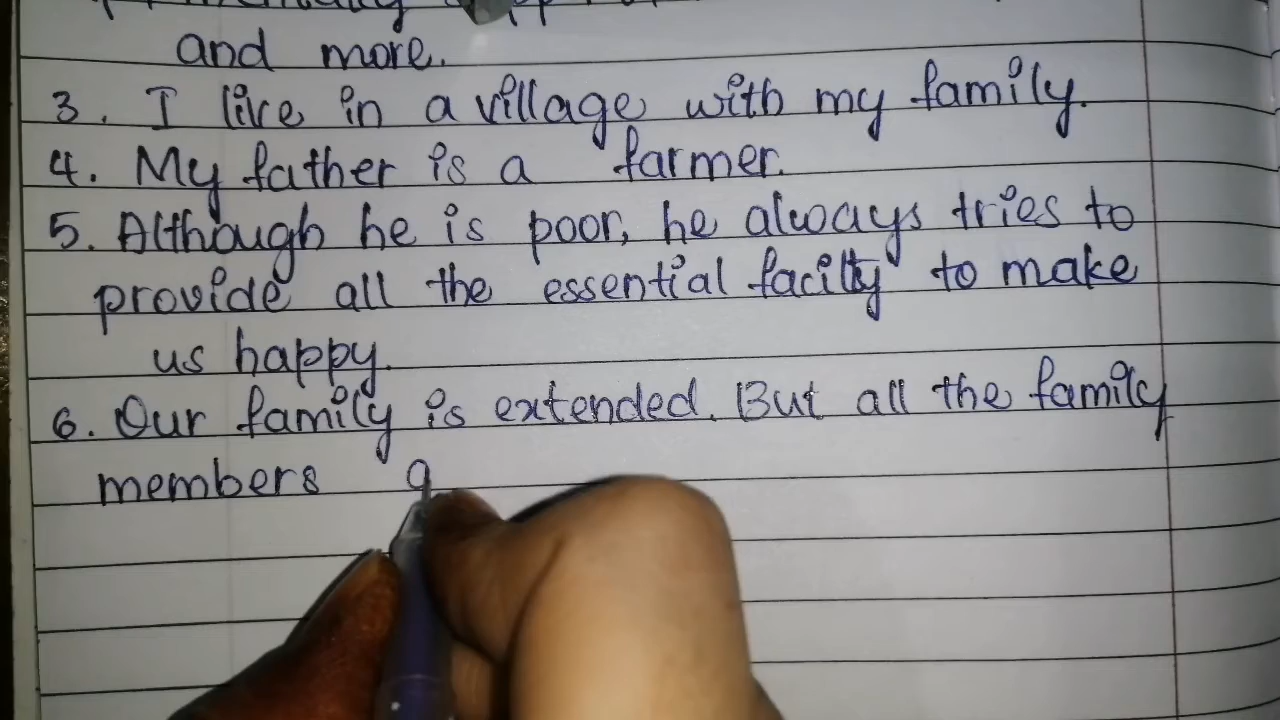 and more.
3. I live in a village with my family.
4. My father is a farmer.
5. Although he is poor, he always tries to
provide all the essential facilty to make
us happy.
6. Our family is extended. But all the family
members a